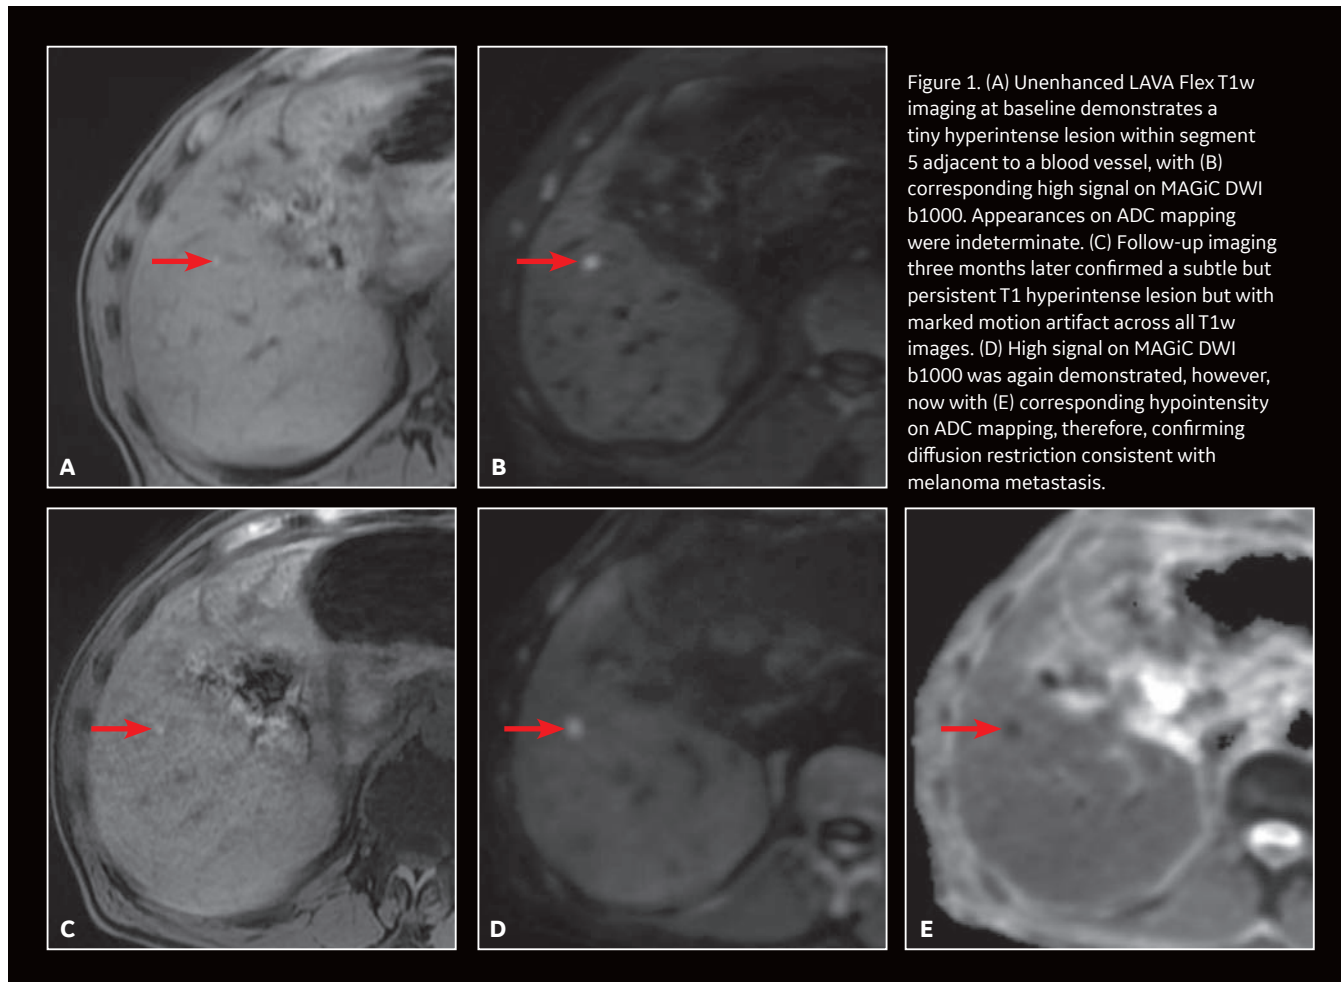 Figure 1. (A) Unenhanced LAVA Flex T1w
imaging at baseline demonstrates a
tiny hyperintense lesion within segment
5 adjacent to a blood vessel, with (B)
corresponding high signal on MAGiC DWI
b1000. Appearances on ADC mapping
were indeterminate. (C) Follow-up imaging
three months later confirmed a subtle but
persistent T1 hyperintense lesion but with
marked motion artifact across all T1w
images. (D) High signal on MAGiC DWI
b1000 was again demonstrated, however,
now with (E) corresponding hypointensity
on ADC mapping, therefore, confirming
diffusion restriction consistent with
melanoma metastasis.
A
B
C
D
E